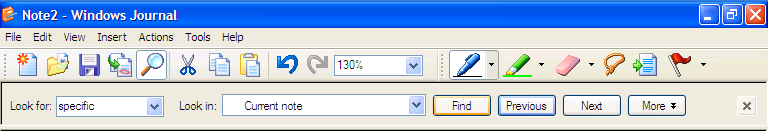 Note2 - Windows Journal
File Edit View Insert Actions Tools Help
130%
Look for: specific Look in: Current note Find Previous Next More